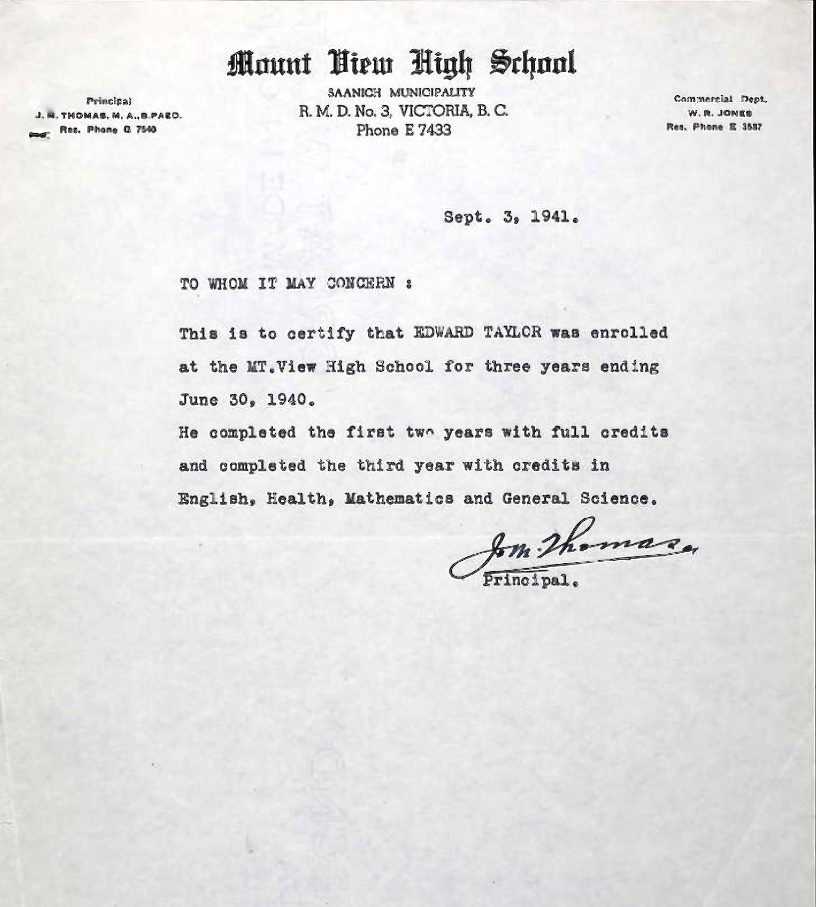 Mount View High School
SAANICH MUNICIPALITY
R. M. D. No. 3, VICTORIA, B. C.
Phone E 7433
Principal
J. M. THOMAS, M. A., B.PAED.
Res. Phone G 7540
Commercial Dept.
W. R. JONES
Res. Phone E 3587
Sept. 3, 1941.
TO WHOM IT MAY CONCERN :
This is to certify that EDWARD TAYLOR was enrolled
at the MT.View High School for three years ending
June 30, 1940.
He completed the first two years with full credits
and completed the third year with credits in
English, Health, Mathematics and General Science.
J.M. Thomas
Principal.